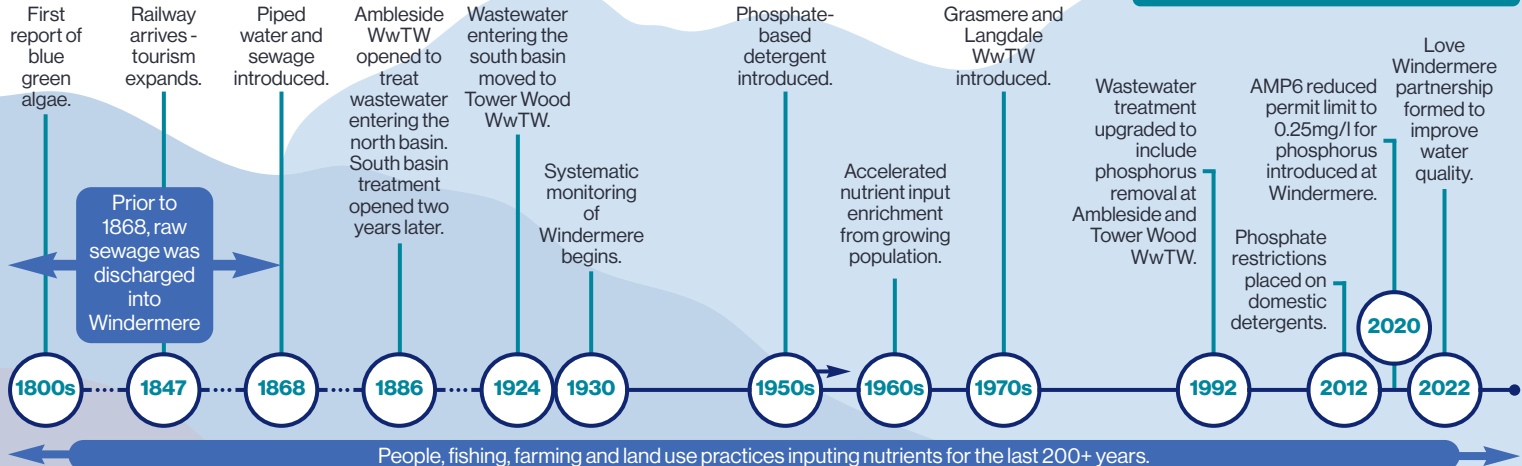 First
report of
blue
green
algae.
Railway
arrives -
tourism
expands.
Piped
water and
sewage
introduced.
Ambleside
WwTW
opened to
treat
wastewater
entering the
north basin.
South basin
treatment
opened two
years later.
Wastewater
entering the
south basin
moved to
Tower Wood
WwTW.
Systematic
monitoring
of
Windermere
begins.
Phosphate-
based
detergent
introduced.
Accelerated
nutrient input
enrichment
from growing
population.
Grasmere and
Langdale
WwTW
introduced.
Wastewater
treatment
upgraded to
include
phosphorus
removal at
Ambleside and
Tower Wood
WwTW.
Phosphate
restrictions
placed on
domestic
detergents.
AMP6 reduced
permit limit to
0.25mg/l for
phosphorus
introduced at
Windermere.
Love
Windermere
partnership
formed to
improve
water
quality.
Prior to
1868, raw
sewage was
discharged
into
Windermere
1800s
1847
1868
1886
1924
1930
1950s
1960s
1970s
1992
2012
2020
2022
People, fishing, farming and land use practices inputing nutrients for the last 200+ years.